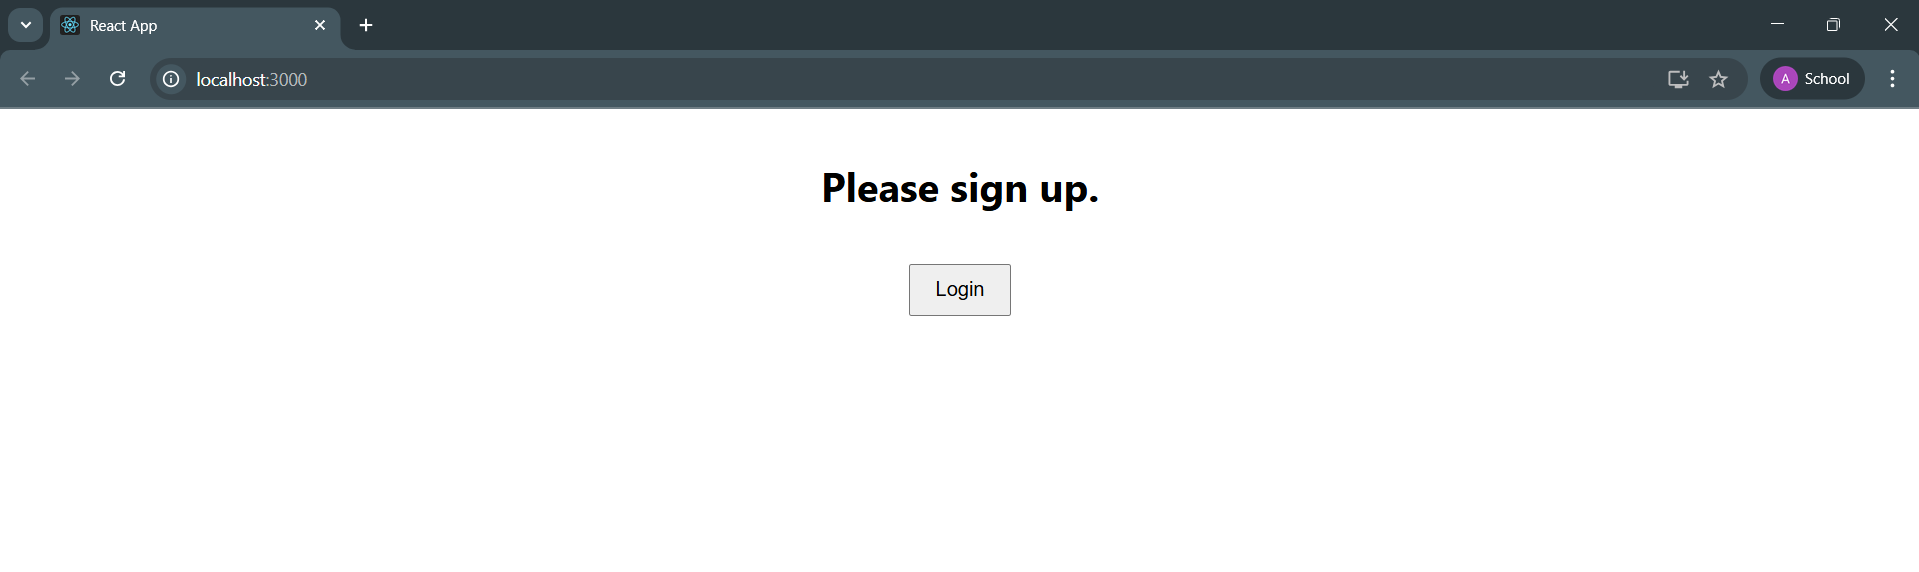 React App
localhost:3000
A School
Please sign up.
Login